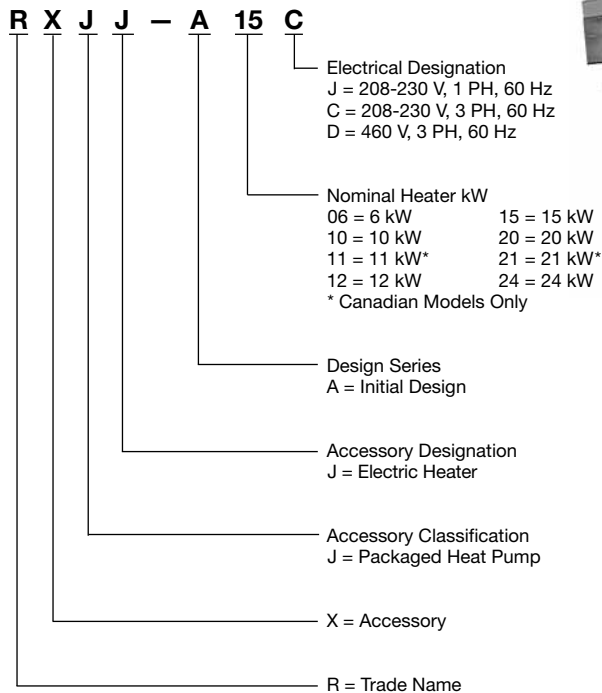 R X J J – A 15 C
Electrical Designation
J = 208-230 V, 1 PH, 60 Hz
C = 208-230 V, 3 PH, 60 Hz
D = 460 V, 3 PH, 60 Hz
Nominal Heater kW
06 = 6 kW 15 = 15 kW
10 = 10 kW 20 = 20 kW
11 = 11 kW* 21 = 21 kW*
12 = 12 kW 24 = 24 kW
* Canadian Models Only
Design Series
A = Initial Design
Accessory Designation
J = Electric Heater
Accessory Classification
J = Packaged Heat Pump
X = Accessory
R = Trade Name